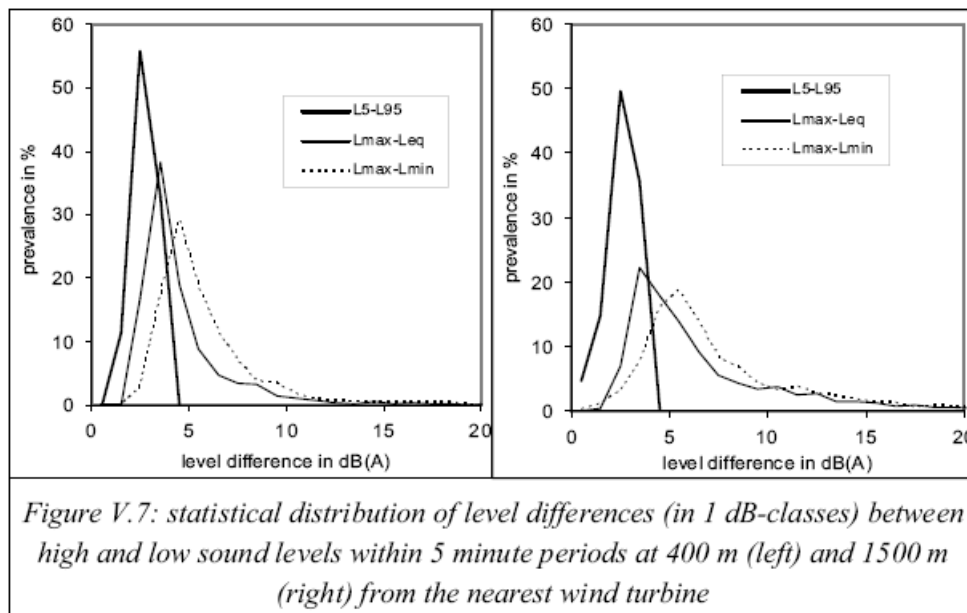 60
50
40
30
20
10
0
prevalence in %
L5-L95
Lmax-Leq
Lmax-Lmin
0 5 10 15 20
level difference in dB(A)
60
50
40
30
20
10
0
prevalence in %
L5-L95
Lmax-Leq
Lmax-Lmin
0 5 10 15 20
level difference in dB(A)
Figure V.7: statistical distribution of level differences (in 1 dB-classes) between
high and low sound levels within 5 minute periods at 400 m (left) and 1500 m
(right) from the nearest wind turbine